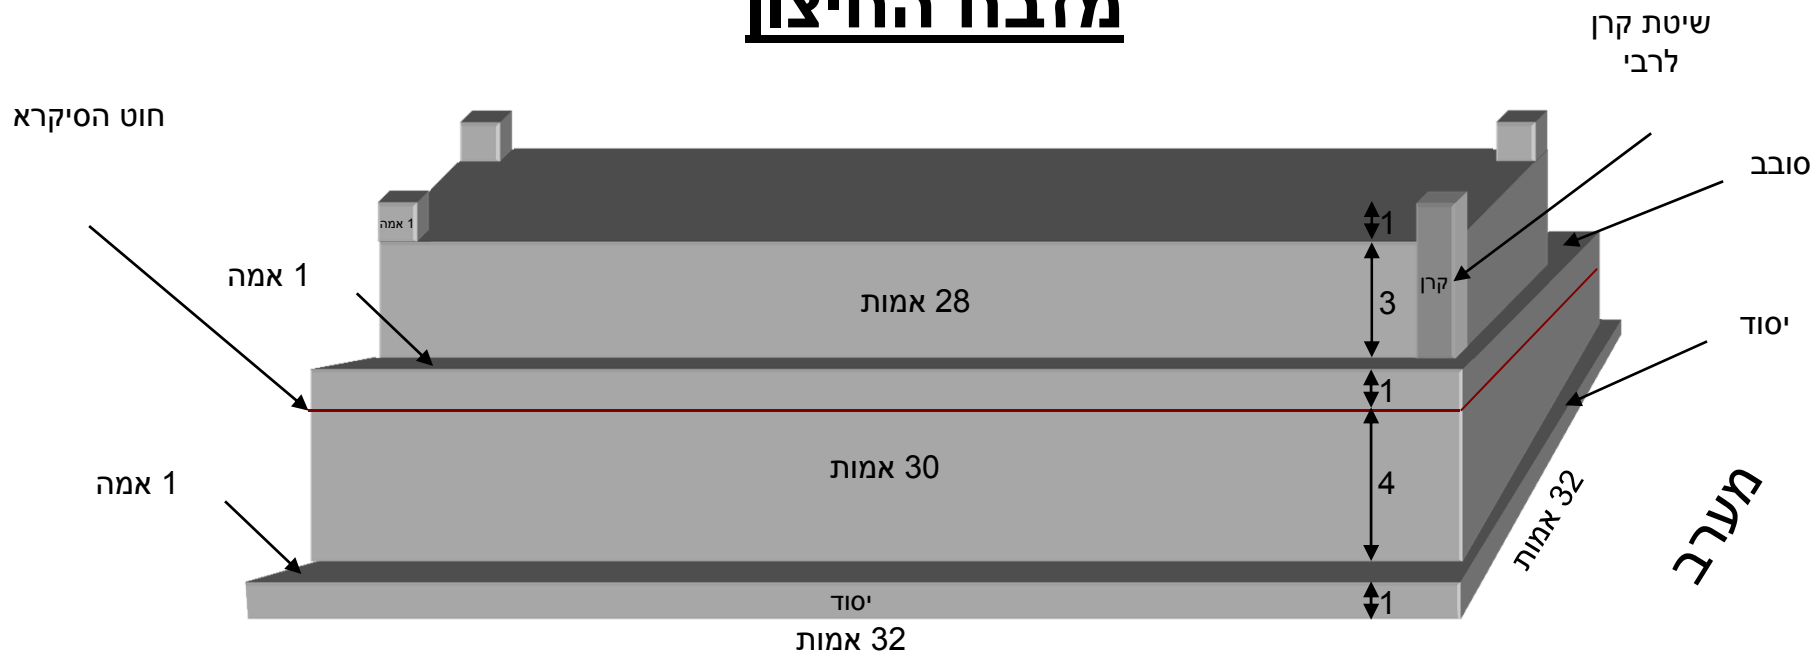 מזבח החיצון
שיטת קרן
לרבי
חוט הסיקרא
סובב
1 אמה
1
קרן
1 אמה
28 אמות
3
יסוד
1
30 אמות
4
1 אמה
32 אמות
מערב
יסוד
1
32 אמות